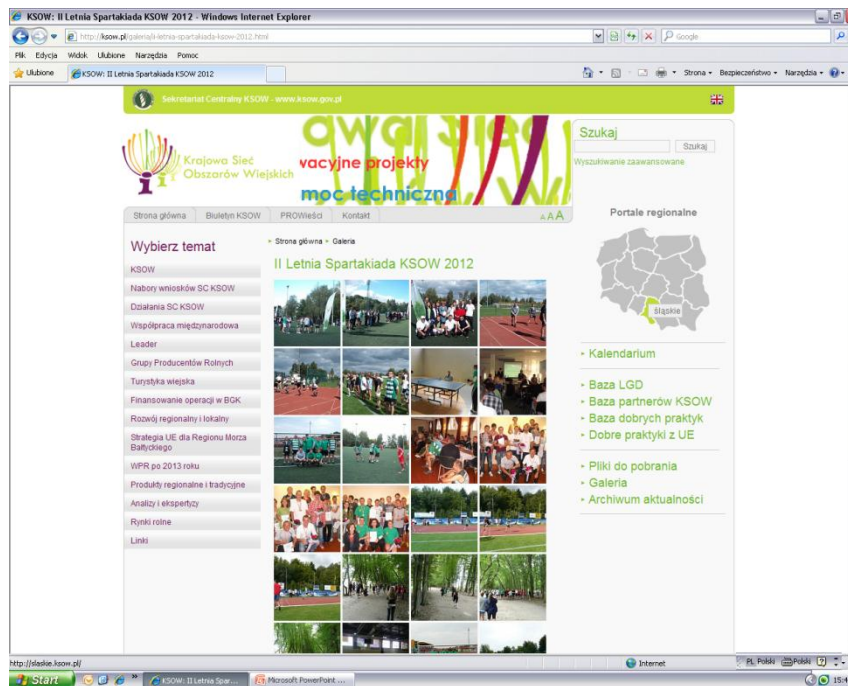 KSOW: II Letnia Spartakiada KSOW 2012 - Windows Internet Explorer
http://ksow.pl/galeria/ii-letnia-spartakiada-ksow-2012.html
Google
Plik Edycja Widok Ulubione Narzędzia Pomoc
Ulubione KSOW: II Letnia Spartakiada KSOW 2012
Strona Bezpieczeństwo Narzędzia
Sekretariat Centralny KSOW - www.ksow.gov.pl
Krajowa Sieć
Obszarów Wiejskich
wacyjne projekty
moc techniczna
Szukaj
Szukaj
Wyszukiwanie zaawansowane
Strona główna Biuletyn KSOW PROWieści Kontakt
A A A
Portale regionalne
śląskie
Wybierz temat
KSOW
Nabory wniosków SC KSOW
Działania SC KSOW
Współpraca międzynarodowa
Leader
Grupy Producentów Rolnych
Turystyka wiejska
Finansowanie operacji w BGK
Rozwój regionalny i lokalny
Strategia UE dla Regionu Morza
Bałtyckiego
WPR po 2013 roku
Produkty regionalne i tradycyjne
Analizy i ekspertyzy
Rynki rolne
Linki
Strona główna Galeria
II Letnia Spartakiada KSOW 2012
Kalendarium
Baza LGD
Baza partnerów KSOW
Baza dobrych praktyk
Dobre praktyki z UE
Pliki do pobrania
Galeria
Archiwum aktualności
http://slaskie.ksow.pl/
Internet
PL Polski Polski
Start
KSOW: II Letnia Spar...
Microsoft PowerPoint ...